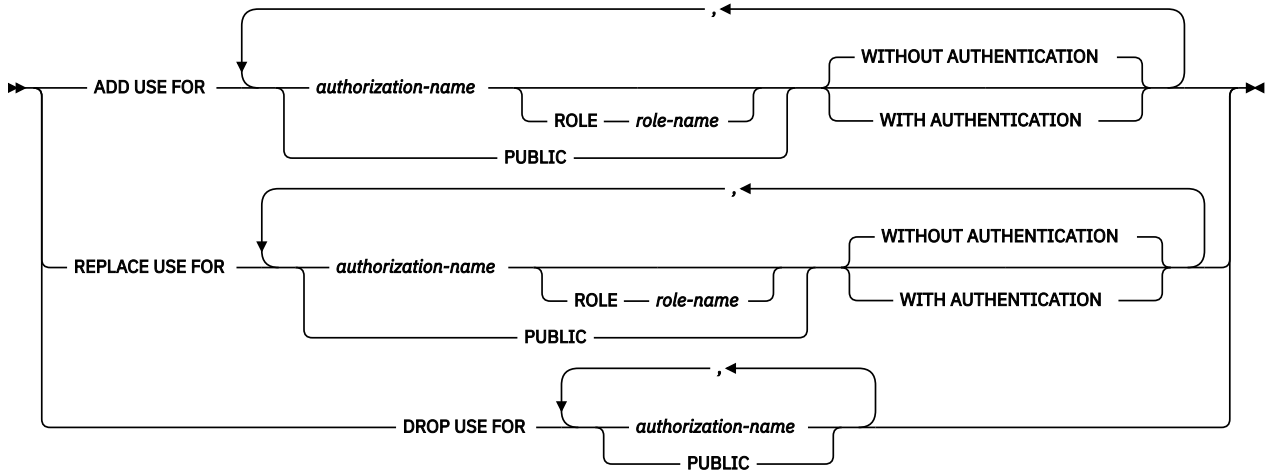 ,
WITHOUT AUTHENTICATION
ADD USE FOR authorization-name
ROLE role-name WITH AUTHENTICATION
PUBLIC
,
WITHOUT AUTHENTICATION
REPLACE USE FOR authorization-name
ROLE role-name WITH AUTHENTICATION
PUBLIC
,
DROP USE FOR authorization-name
PUBLIC